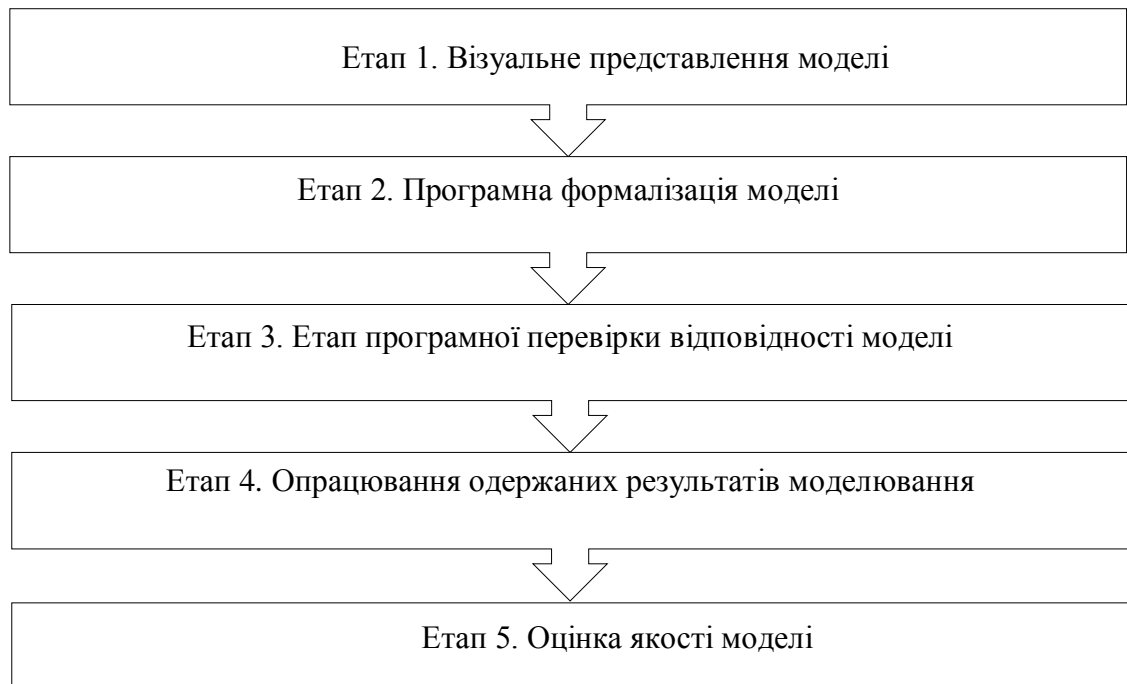 Етап 1. Візуальне представлення моделі
Етап 2. Програмна формалізація моделі
Етап 3. Етап програмної перевірки відповідності моделі
Етап 4. Опрацювання одержаних результатів моделювання
Етап 5. Оцінка якості моделі